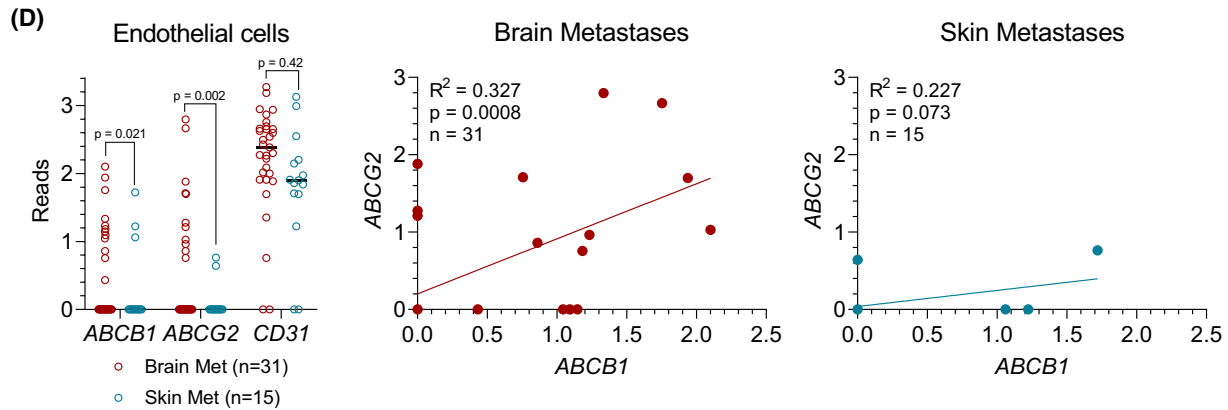 (D)
Endothelial cells
Reads
3
2
1
0
p = 0.021
p = 0.002
p = 0.42
ABCB1 ABCG2 CD31
Brain Met (n=31)
Skin Met (n=15)
Brain Metastases
R² = 0.327
p = 0.0008
n = 31
ABCG2
3
2
1
0
0.0 0.5 1.0 1.5 2.0 2.5
ABCB1
Skin Metastases
R² = 0.227
p = 0.073
n = 15
ABCG2
3
2
1
0
0.0 0.5 1.0 1.5 2.0 2.5
ABCB1